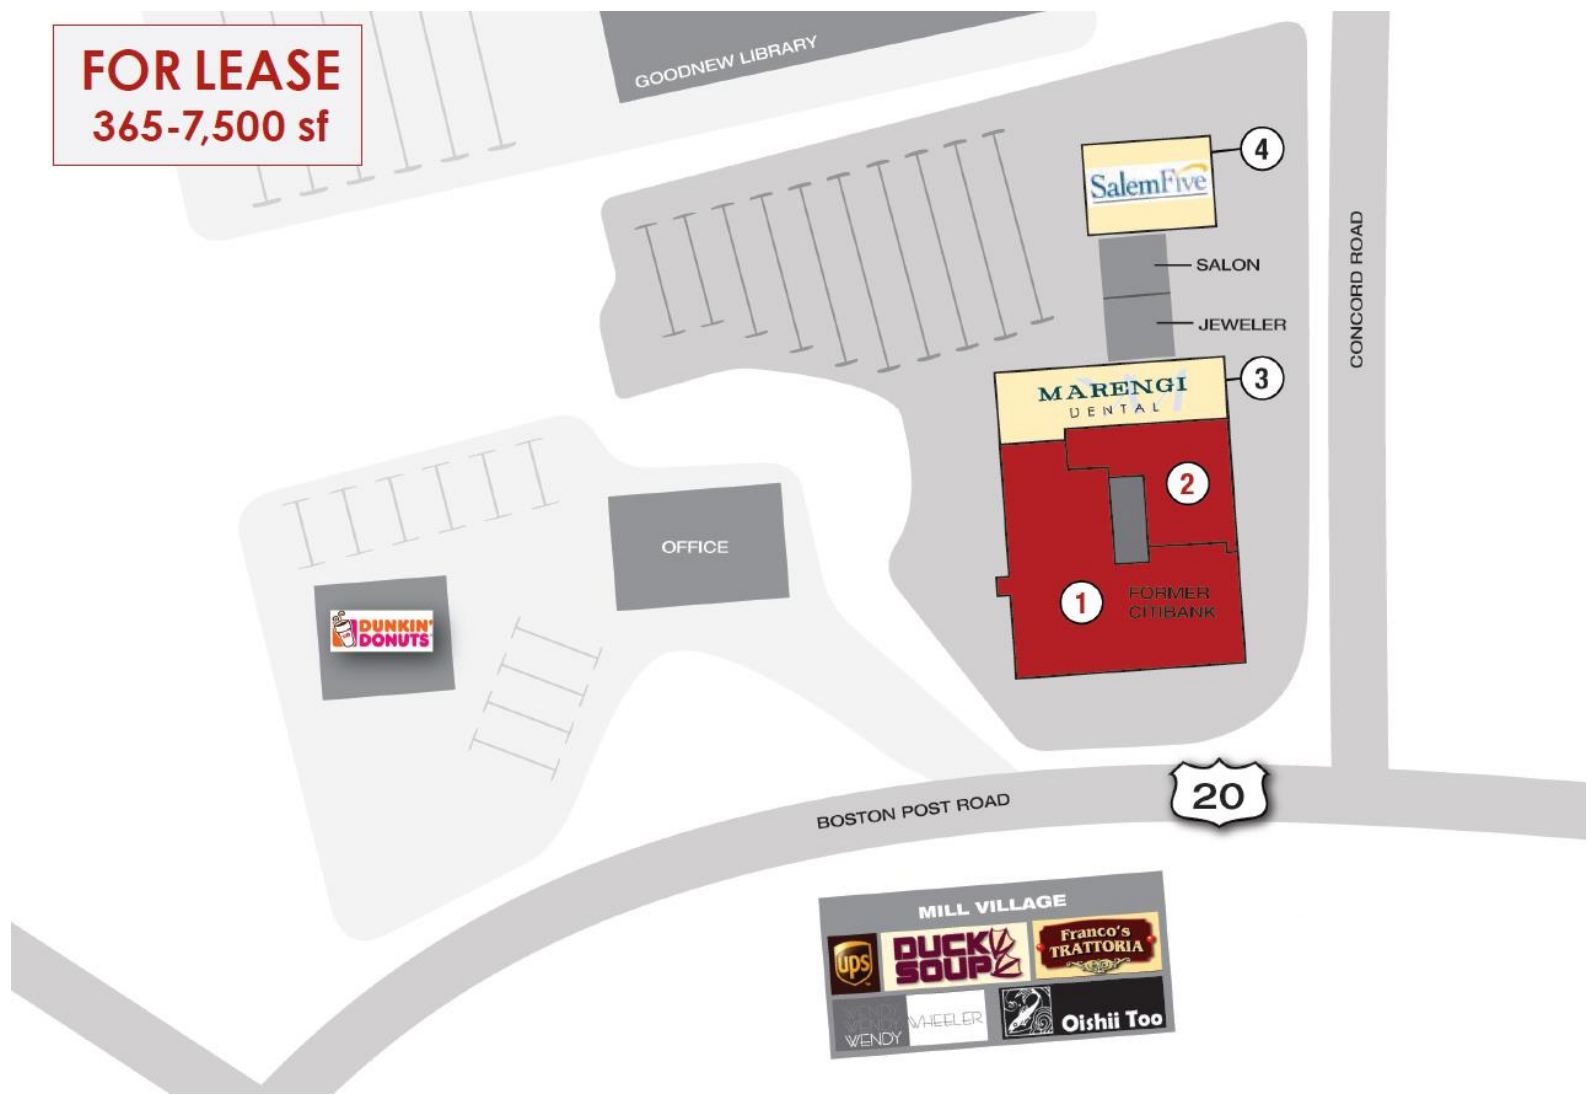 FOR LEASE
365-7,500 sf
GOODNEW LIBRARY
4
SalemFive
SALON
JEWELER
CONCORD ROAD
3
MARENGI
DENTAL
2
1
FORMER
CITIBANK
OFFICE
DUNKIN'
DONUTS
BOSTON POST ROAD
20
MILL VILLAGE
ups
DUCK
SOUP
Franco's
TRATTORIA
WENDY
WENDY
WENDY WHEELER
Oishii Too